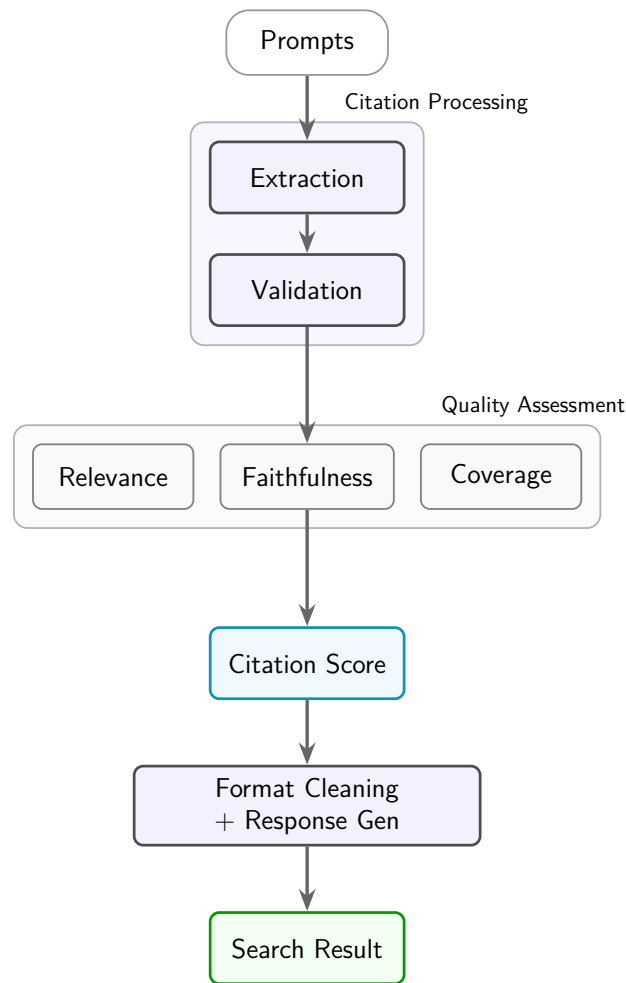 Prompts
Citation Processing
Extraction
Validation
Quality Assessment
Relevance
Faithfulness
Coverage
Citation Score
Format Cleaning
+ Response Gen
Search Result